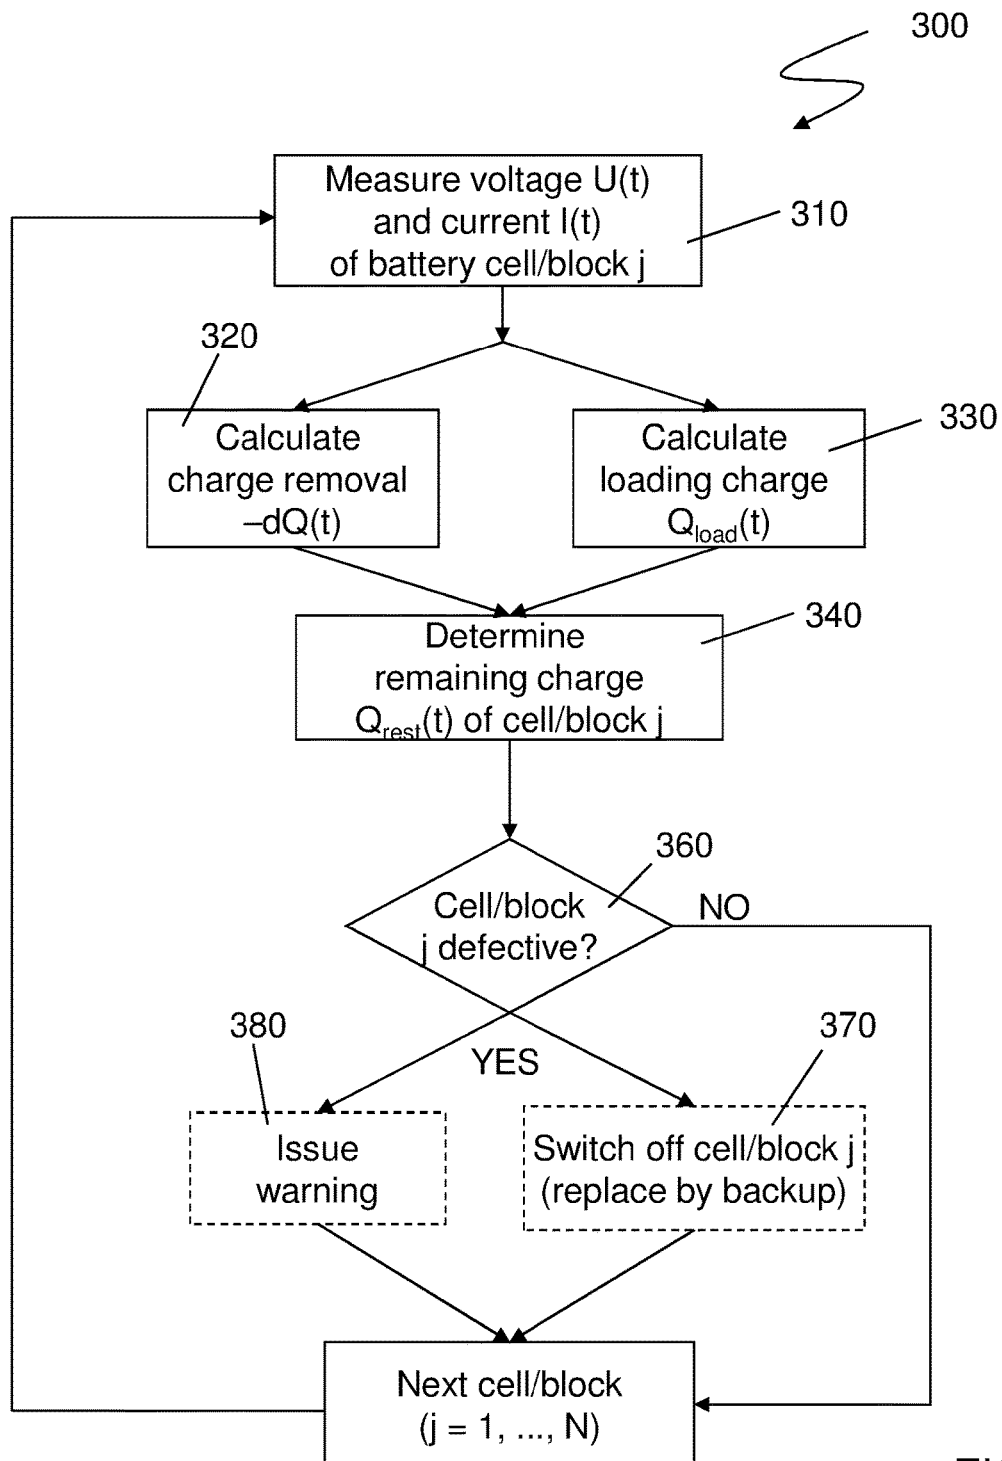 300
Measure voltage U(t)
and current I(t)
of battery cell/block j
310
320
Calculate
charge removal
–dQ(t)
330
Calculate
loading charge
Qload(t)
340
Determine
remaining charge
Qrest(t) of cell/block j
360
Cell/block
j defective?
NO
YES
380
Issue
warning
370
Switch off cell/block j
(replace by backup)
Next cell/block
(j = 1, ..., N)